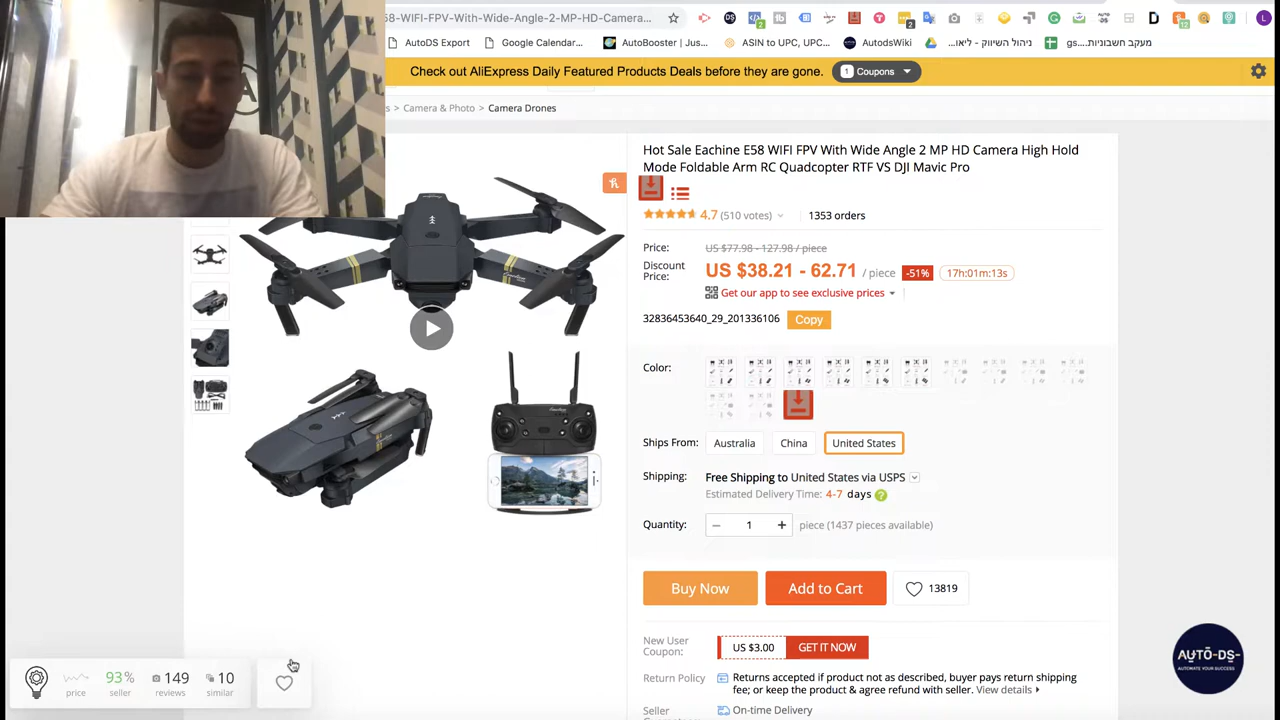 58-WIFI-FPV-With-Wide-Angle-2-MP-HD-Camera...
AutoDS Export
Google Calendar...
AutoBooster | Jus...
ASIN to UPC, UPC...
AutodsWiki
ניהול השיווק - ליאו...
מעקב חשבוניות...gs
Check out AliExpress Daily Featured Products Deals before they are gone.
1 Coupons
> Camera & Photo > Camera Drones
Hot Sale Eachine E58 WIFI FPV With Wide Angle 2 MP HD Camera High Hold
Mode Foldable Arm RC Quadcopter RTF VS DJI Mavic Pro
4.7 (510 votes)
1353 orders
Price:
US $77.98 - 127.98 / piece
Discount
Price:
US $38.21 - 62.71 / piece
-51%
17h:01m:13s
Get our app to see exclusive prices
32836453640_29_201336106
Copy
Color:
Ships From:
Australia
China
United States
Shipping:
Free Shipping to United States via USPS
Estimated Delivery Time: 4-7 days
Quantity:
1
piece (1437 pieces available)
Buy Now
Add to Cart
13819
New User
Coupon:
US $3.00
GET IT NOW
Return Policy
Returns accepted if product not as described, buyer pays return shipping
fee; or keep the product & agree refund with seller. View details
Seller
On-time Delivery
price
93%
seller
149
reviews
10
similar
AUTO-DS-
AUTOMATE YOUR SUCCESS